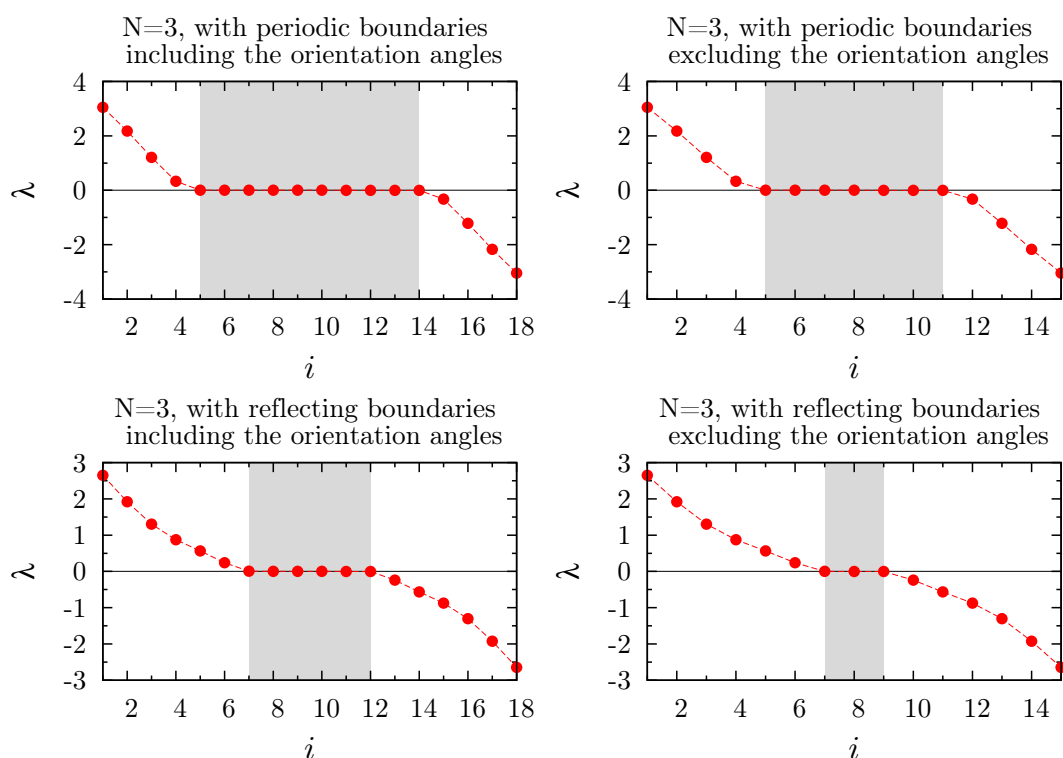 N=3, with periodic boundaries
including the orientation angles
4
2
0
-2
-4
λ
2 4 6 8 10 12 14 16 18
i
N=3, with periodic boundaries
excluding the orientation angles
4
2
0
-2
-4
λ
2 4 6 8 10 12 14
i
N=3, with reflecting boundaries
including the orientation angles
3
2
1
0
-1
-2
-3
λ
2 4 6 8 10 12 14 16 18
i
N=3, with reflecting boundaries
excluding the orientation angles
3
2
1
0
-1
-2
-3
λ
2 4 6 8 10 12 14
i